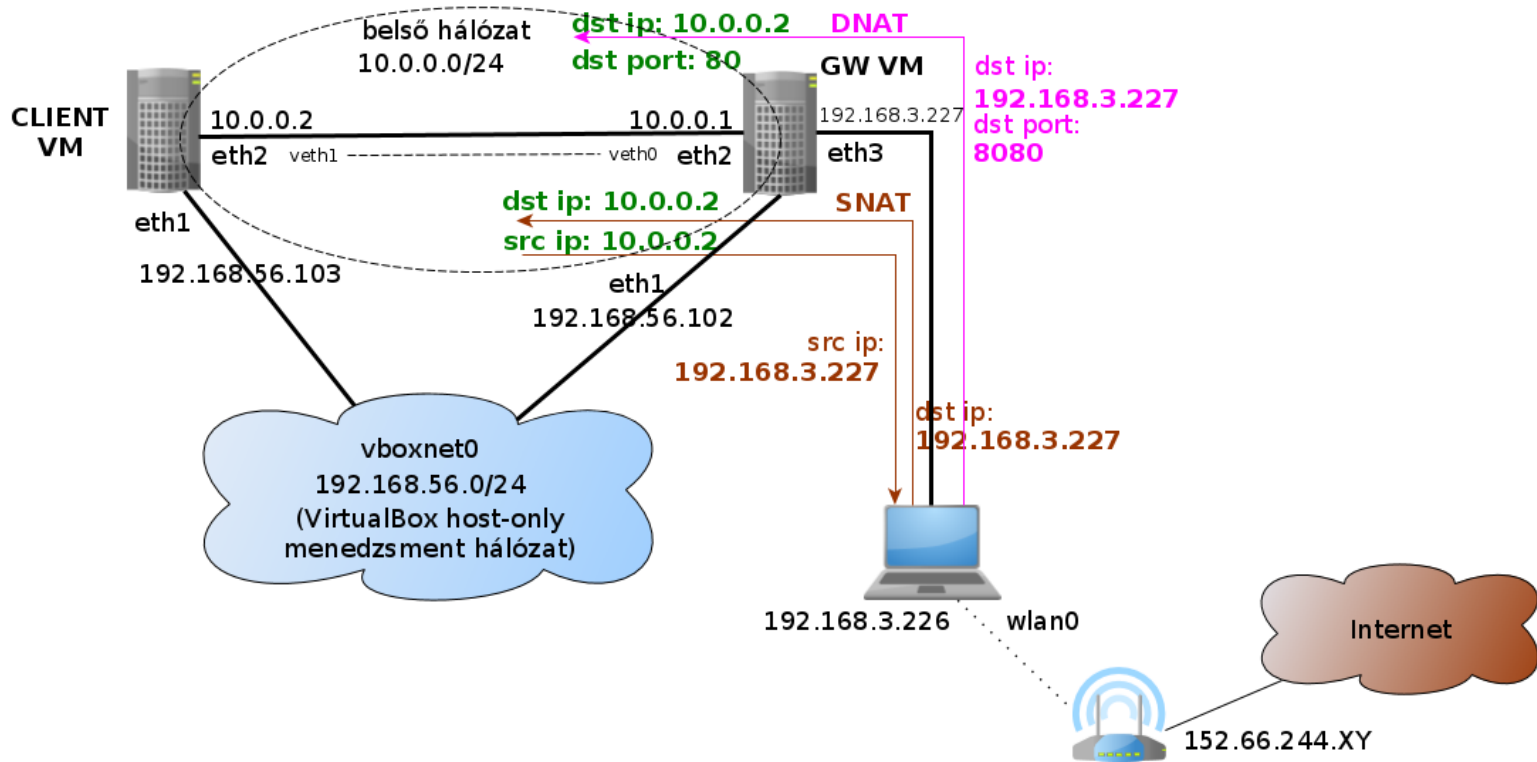 belső hálózat
10.0.0.0/24
dst ip: 10.0.0.2
DNAT
dst port: 80
GW VM
dst ip:
192.168.3.227
dst port:
8080
CLIENT
VM
10.0.0.2
10.0.0.1
192.168.3.227
eth2
veth1
veth0
eth2
eth3
dst ip: 10.0.0.2
SNAT
src ip: 10.0.0.2
eth1
192.168.56.103
eth1
192.168.56.102
src ip:
192.168.3.227
dst ip:
192.168.3.227
vboxnet0
192.168.56.0/24
(VirtualBox host-only
menedzsment hálózat)
192.168.3.226
wlan0
Internet
152.66.244.XY